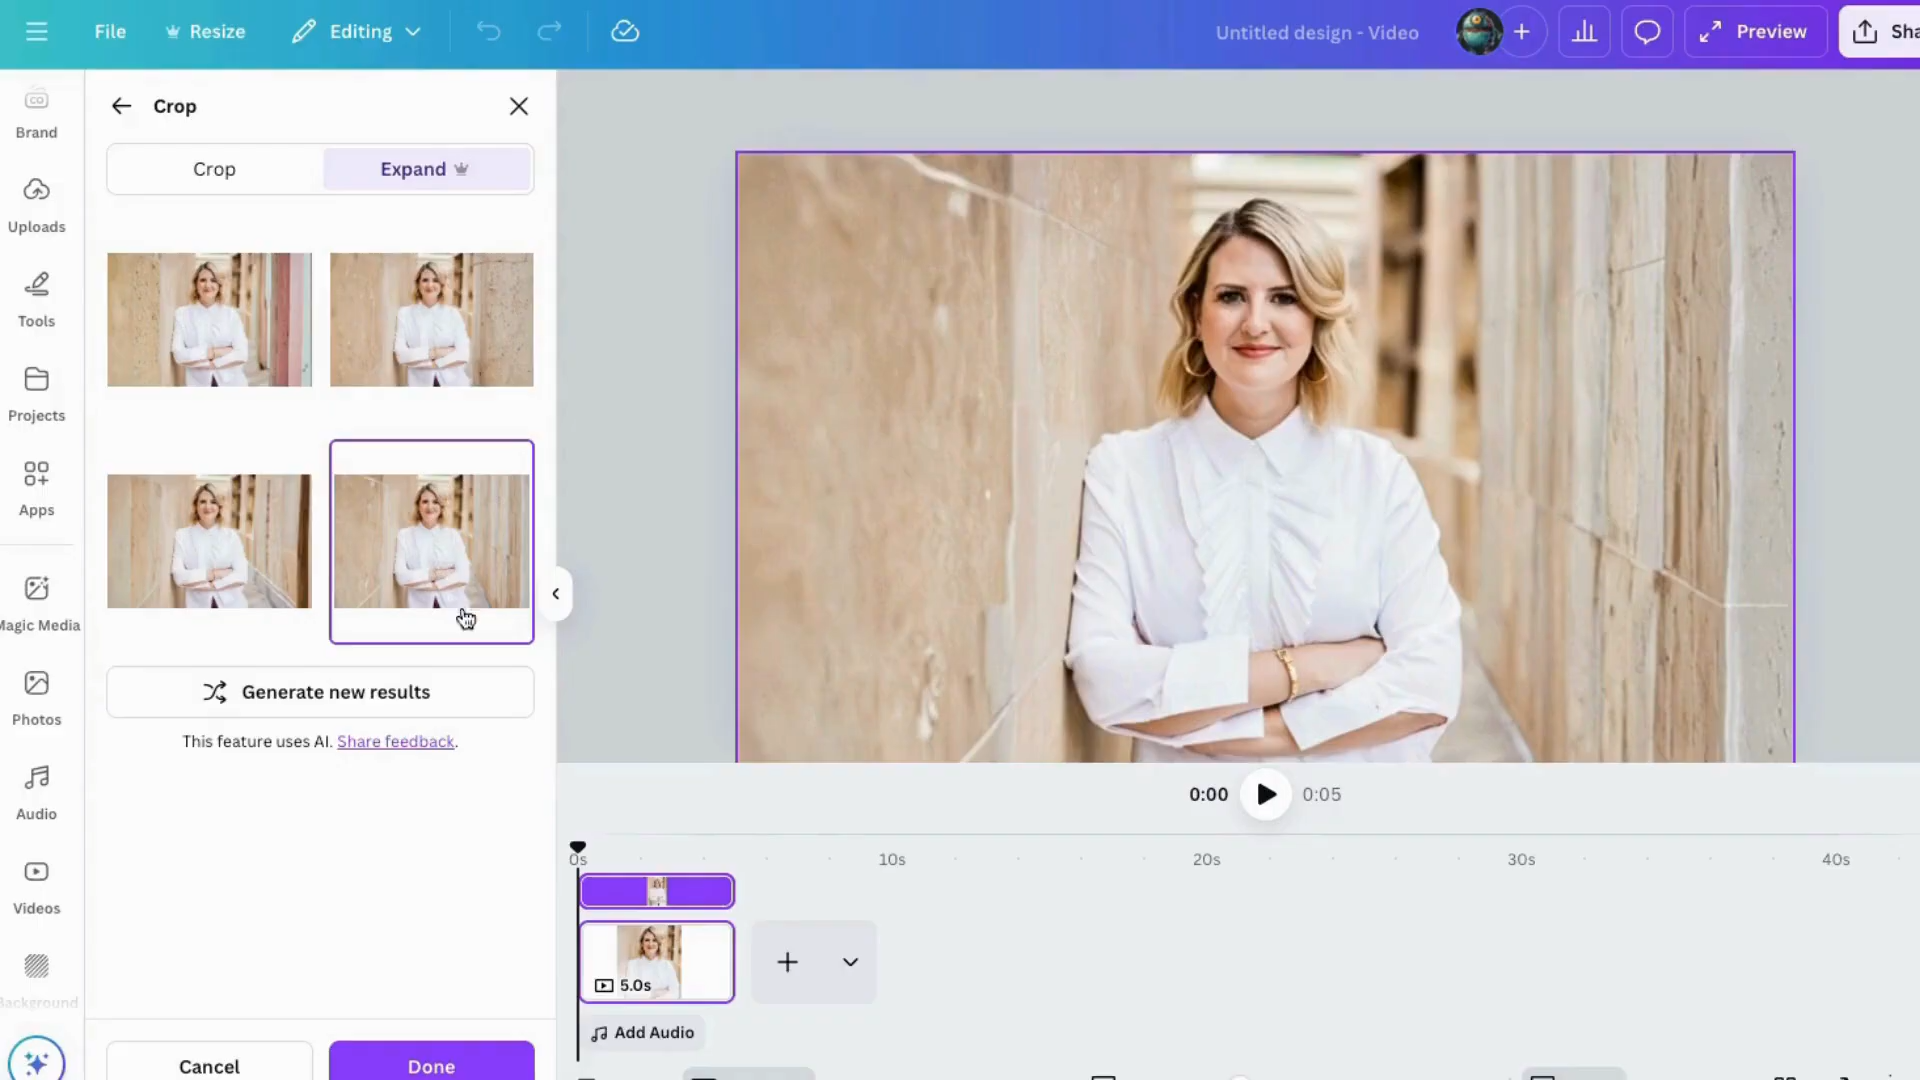 File
Resize
Editing
Untitled design - Video
Preview
Sha
Brand
Uploads
Tools
Projects
Apps
Magic Media
Photos
Audio
Videos
Background
Crop
Crop
Expand
Generate new results
This feature uses AI. Share feedback.
Cancel
Done
0:00
0:05
0s
10s
20s
30s
40s
5.0s
Add Audio